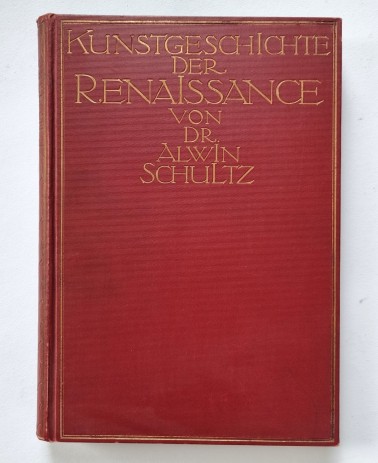 KUNSTGESCHICHTE
DER
RENAISSANCE
VON
DR.
ALWIN
SCHULTZ